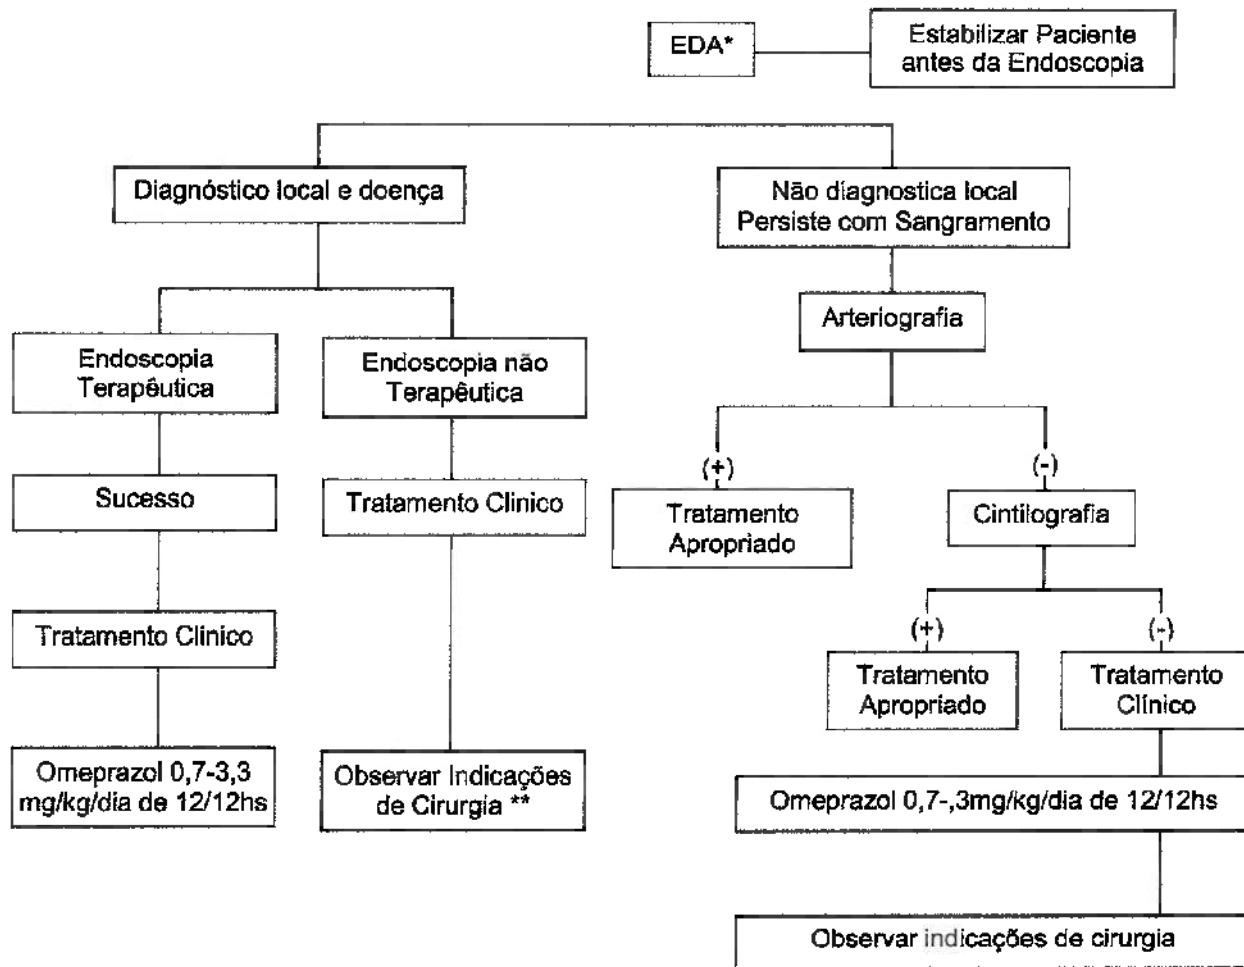 EDA*
Estabilizar Paciente
antes da Endoscopia
Diagnóstico local e doença
Não diagnostica local
Persiste com Sangramento
Arteriografia
Endoscopia
Terapêutica
Endoscopia não
Terapêutica
(+)
(-)
Sucesso
Tratamento Clinico
Tratamento
Apropriado
Cintilografia
Tratamento Clinico
(+)
(-)
Tratamento
Apropriado
Tratamento
Clínico
Omeprazol 0,7-3,3
mg/kg/dia de 12/12hs
Observar Indicações
de Cirurgia **
Omeprazol 0,7-,3mg/kg/dia de 12/12hs
Observar indicações de cirurgia